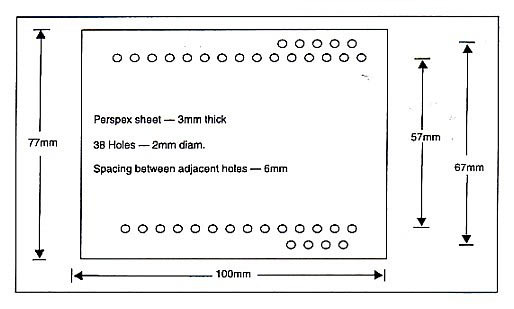 Perspex sheet — 3mm thick
38 Holes — 2mm diam.
Spacing between adjacent holes — 6mm
77mm
57mm
67mm
100mm